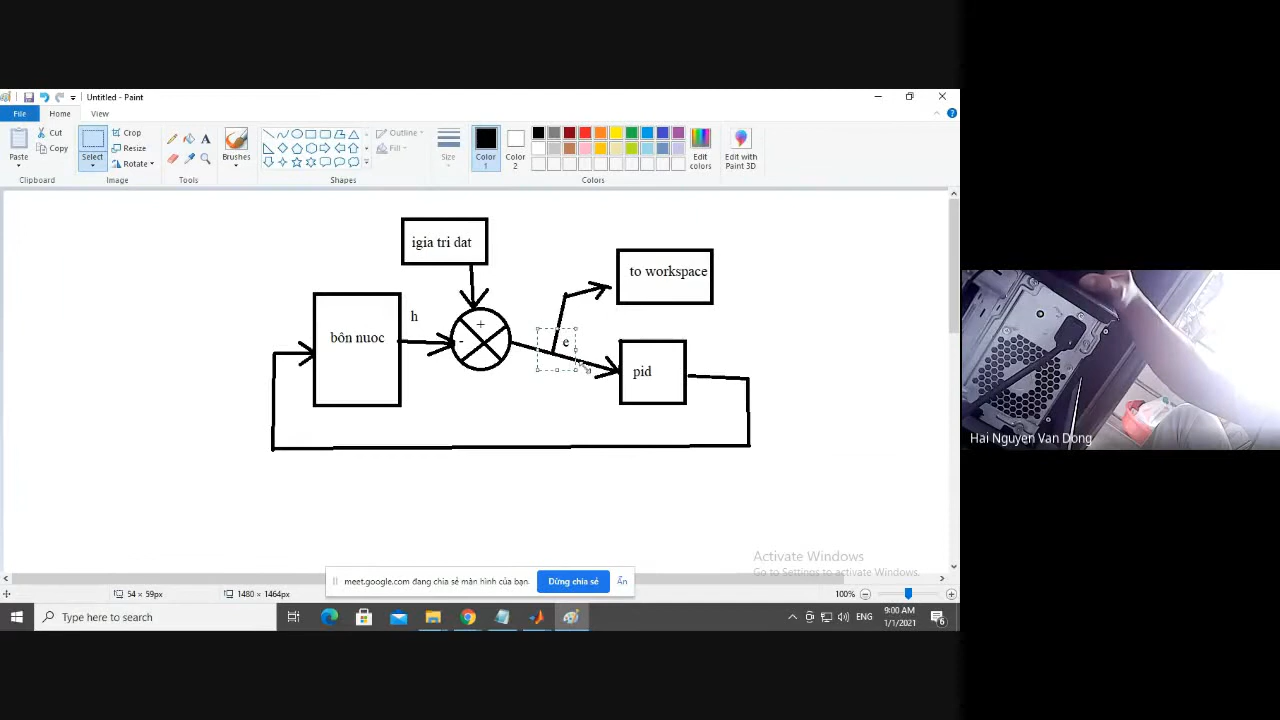 Untitled - Paint
File
Home
View
Paste
Cut
Copy
Clipboard
Select
Crop
Resize
Rotate
Image
Tools
Brushes
Shapes
Outline
Fill
Size
Color 1
Color 2
Edit colors
Edit with Paint 3D
Colors
igia tri dat
to workspace
h
+
bôn nuoc
-
e
pid
Hai Nguyen Van Dong
Activate Windows
Go to Settings to activate Windows.
meet.google.com đang chia sẻ màn hình của bạn.
Dừng chia sẻ
Ẩn
54 × 59px
1480 × 1464px
100%
Type here to search
ENG
9:00 AM
1/1/2021
6